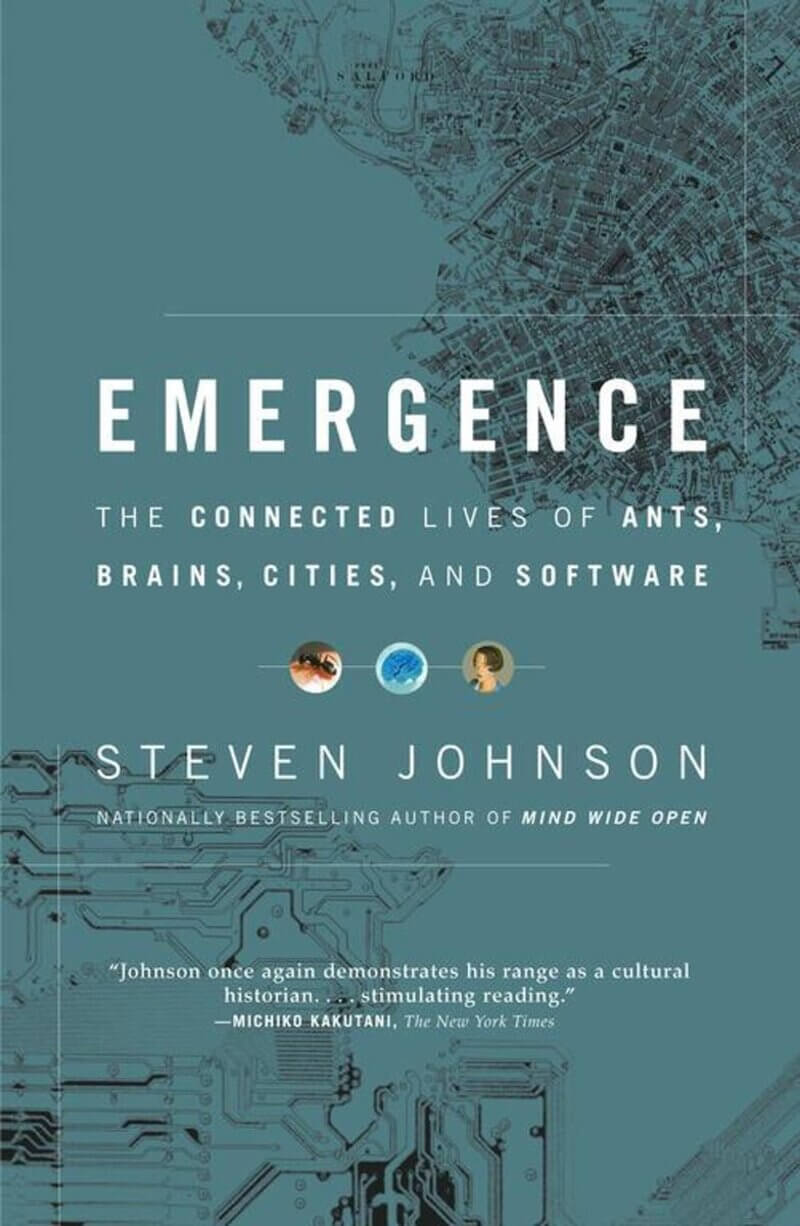 SALFORD
EMERGENCE
THE CONNECTED LIVES OF ANTS,
BRAINS, CITIES, AND SOFTWARE
STEVEN JOHNSON
NATIONALLY BESTSELLING AUTHOR OF MIND WIDE OPEN
“Johnson once again demonstrates his range as a cultural
historian. . . . stimulating reading.”
—MICHIKO KAKUTANI, The New York Times